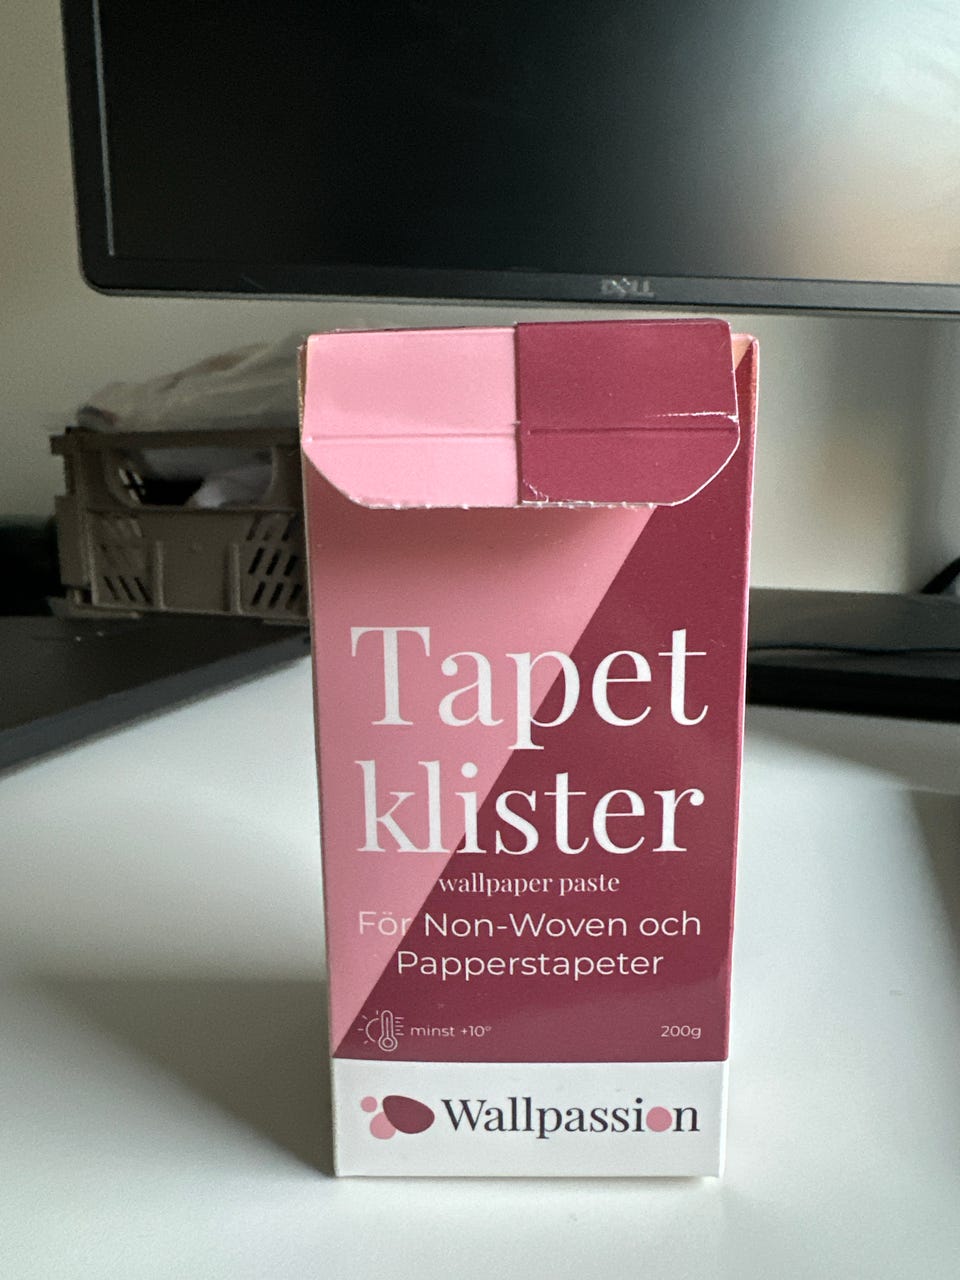 DELL
Tapet
klister
wallpaper paste
För Non-Woven och
Papperstapeter
minst +10°
200g
Wallpassion